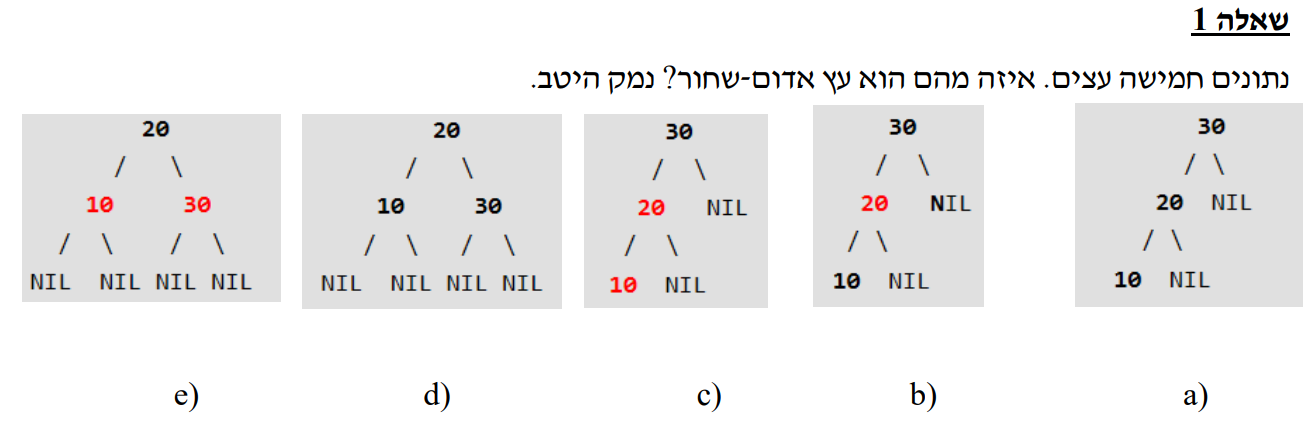 שאלה 1
נתונים חמישה עצים. איזה מהם הוא עץ אדום-שחור? נמק היטב.
20 20 30 30 30
/ \ / \ / \ / \ / \
10 30 10 30 20 NIL 20 NIL 20 NIL
/ \ / \ / \ / \ / \ / \ / \
NIL NIL NIL NIL NIL NIL NIL NIL 10 NIL 10 NIL 10 NIL
e) d) c) b) a)